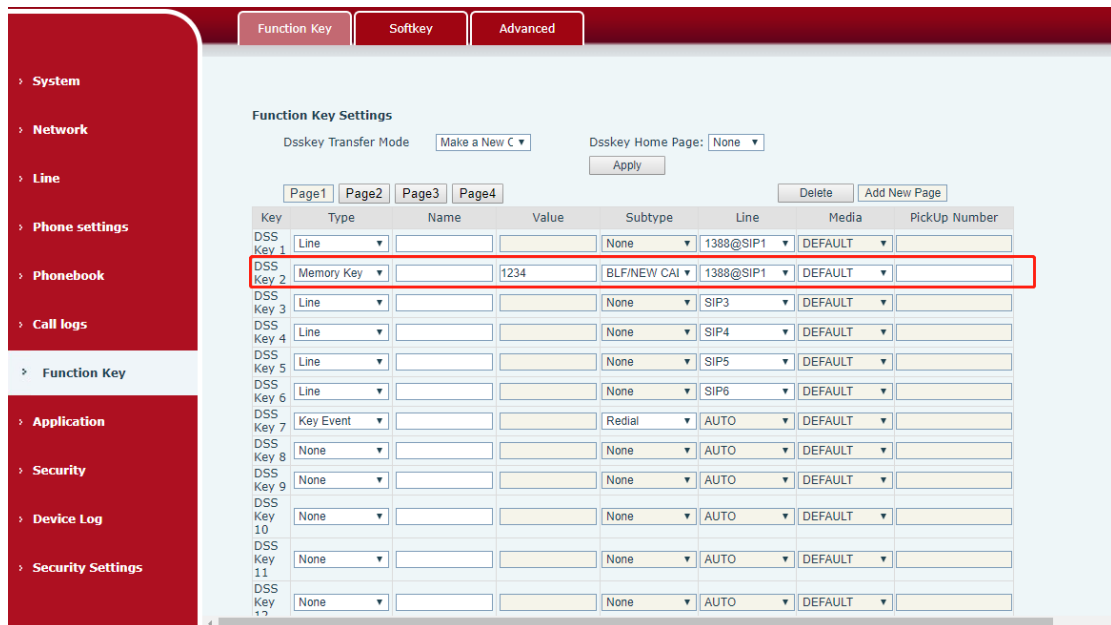 Function Key Softkey Advanced
› System
› Network
› Line
› Phone settings
› Phonebook
› Call logs
› Function Key
› Application
› Security
› Device Log
› Security Settings
Function Key Settings
Dsskey Transfer Mode Make a New C Dsskey Home Page: None
Apply
Page1 Page2 Page3 Page4 Delete Add New Page
Key Type Name Value Subtype Line Media PickUp Number
DSS Key 1 Line None 1388@SIP1 DEFAULT
DSS Key 2 Memory Key 1234 BLF/NEW CAI 1388@SIP1 DEFAULT
DSS Key 3 Line None SIP3 DEFAULT
DSS Key 4 Line None SIP4 DEFAULT
DSS Key 5 Line None SIP5 DEFAULT
DSS Key 6 Line None SIP6 DEFAULT
DSS Key 7 Key Event Redial AUTO DEFAULT
DSS Key 8 None None AUTO DEFAULT
DSS Key 9 None None AUTO DEFAULT
DSS Key 10 None None AUTO DEFAULT
DSS Key 11 None None AUTO DEFAULT
DSS Key 12 None None AUTO DEFAULT